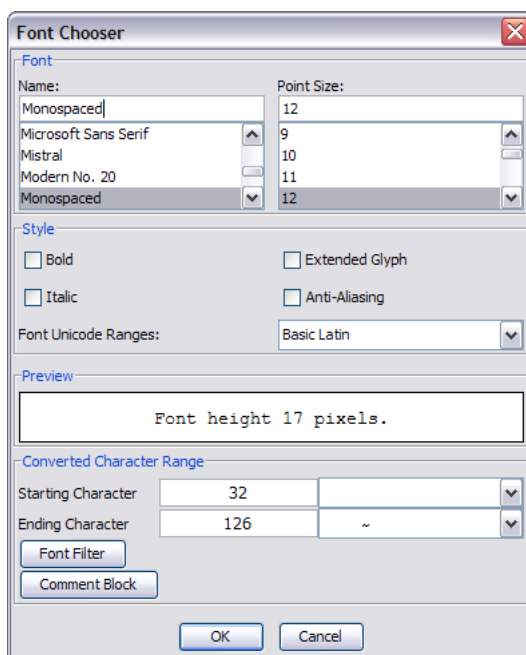 Font Chooser
Font
Name: Point Size:
Monospaced 12
Microsoft Sans Serif 9
Mistral 10
Modern No. 20 11
Monospaced 12
Style
Bold Extended Glyph
Italic Anti-Aliasing
Font Unicode Ranges: Basic Latin
Preview
Font height 17 pixels.
Converted Character Range
Starting Character 32
Ending Character 126 ~
Font Filter
Comment Block
OK Cancel